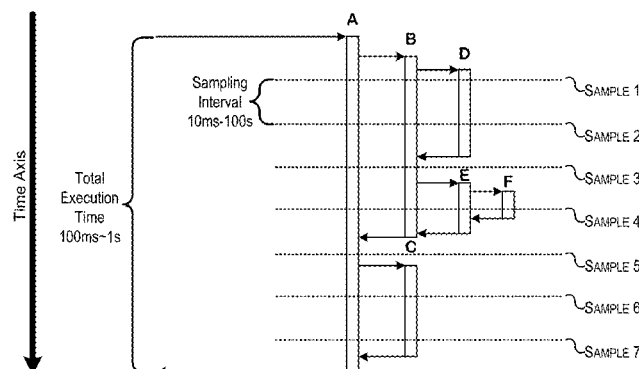 A
B
D
Sampling
Interval
10ms-100s
SAMPLE 1
SAMPLE 2
Time Axis
Total
Execution
Time
100ms~1s
SAMPLE 3
E
F
SAMPLE 4
C
SAMPLE 5
SAMPLE 6
SAMPLE 7